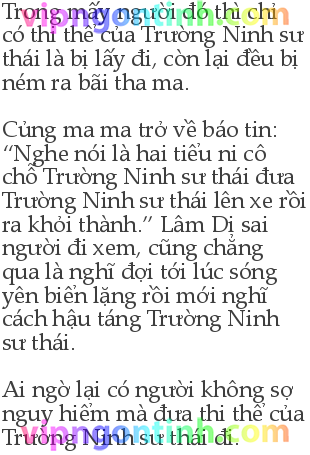 Trong mấy người đó thì chỉ
có thi thể của Trường Ninh sư
thái là bị lấy đi, còn lại đều bị
ném ra bãi tha ma.
Củng ma ma trở về báo tin:
“Nghe nói là hai tiểu ni cô
chỗ Trường Ninh sư thái đưa
Trường Ninh sư thái lên xe rồi
ra khỏi thành.” Lâm Dị sai
người đi xem, cũng chẳng
qua là nghĩ đợi tới lúc sóng
yên biển lặng rồi mới nghĩ
cách hậu táng Trường Ninh
sư thái.
Ai ngờ lại có người không sợ
nguy hiểm mà đưa thi thể của
Trường Ninh sư thái đi.
vipngontinh.com
vipngontinh.com